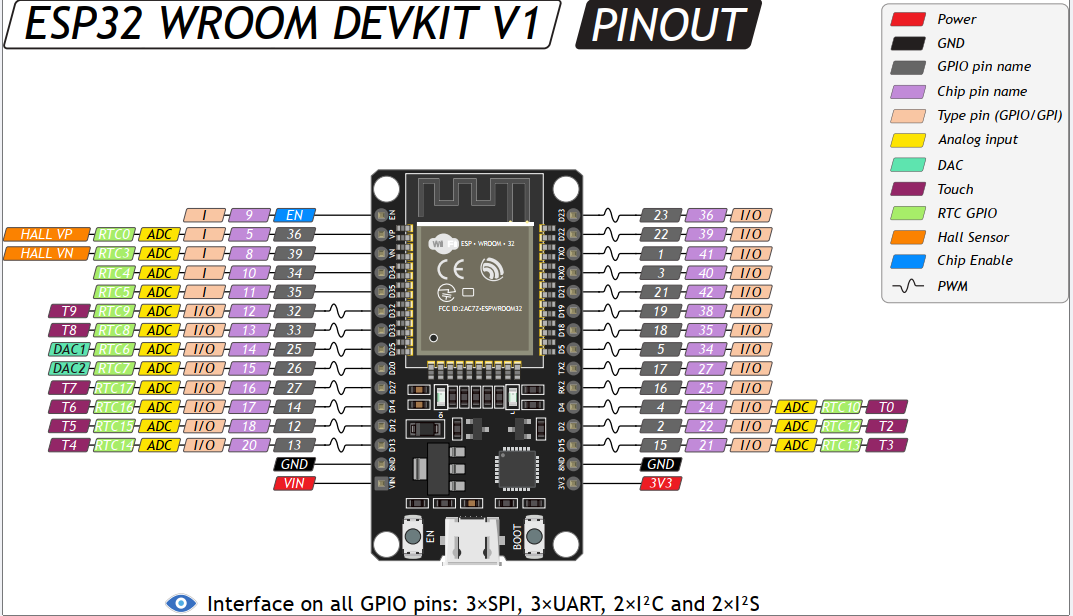 ESP32 WROOM DEVKIT V1 PINOUT
Power
GND
GPIO pin name
Chip pin name
Type pin (GPIO/GPI)
Analog input
DAC
Touch
RTC GPIO
Hall Sensor
Chip Enable
PWM
I 9 EN EN D23 23 36 I/O
HALL VP RTC0 ADC I 5 36 VP D22 22 39 I/O
HALL VN RTC3 ADC I 8 39 VN TX0 1 41 I/O
RTC4 ADC I 10 34 D34 RX0 3 40 I/O
RTC5 ADC I 11 35 D35 D21 21 42 I/O
T9 RTC9 ADC I/O 12 32 D32 D19 19 38 I/O
T8 RTC8 ADC I/O 13 33 D33 D18 18 35 I/O
DAC1 RTC6 ADC I/O 14 25 D25 D5 5 34 I/O
DAC2 RTC7 ADC I/O 15 26 TX2 17 27 I/O
T7 RTC17 ADC I/O 16 27 D27 RX2 16 25 I/O
T6 RTC16 ADC I/O 17 14 D14 D4 4 24 I/O ADC RTC10 T0
T5 RTC15 ADC I/O 18 12 D12 D2 2 22 I/O ADC RTC12 T2
T4 RTC14 ADC I/O 20 13 D13 D15 15 21 I/O ADC RTC13 T3
GND GND GND GND
VIN VIN 3V3 3V3
Wi Fi ESP • WROOM • 32
CE
FCC ID:2AC7Z-ESPWROOM32
EN
BOOT
Interface on all GPIO pins: 3×SPI, 3×UART, 2×I²C and 2×I²S